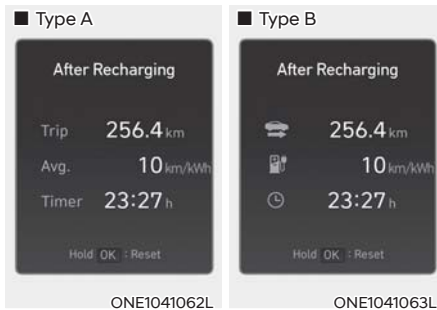 ■ Type A
After Recharging
Trip 256.4 km
Avg. 10 km/kWh
Timer 23:27 h
Hold OK : Reset
ONE1041062L
■ Type B
After Recharging
256.4 km
10 km/kWh
23:27 h
Hold OK : Reset
ONE1041063L